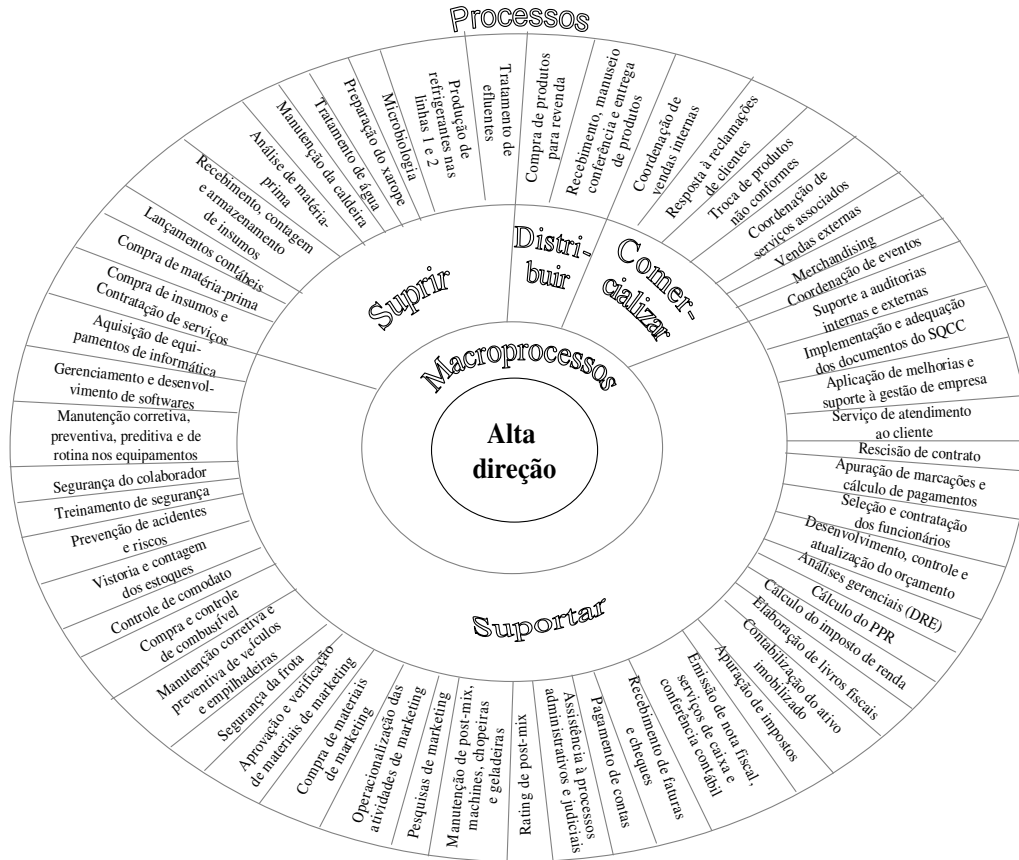 Processos
Tratamento de
efluentes
Compra de produtos
para revenda
Recebimento, manuseio
conferência e entrega
de produtos
Coordenação de
vendas internas
Resposta à reclamações
de clientes
Troca de produtos
não conformes
Coordenação de
serviços associados
Vendas externas
Merchandising
Coordenação de eventos
Suporte a auditorias
internas e externas
Implementação e adequação
dos documentos do SQCC
Aplicação de melhorias e
suporte à gestão de empresa
Serviço de atendimento
ao cliente
Rescisão de contrato
Apuração de marcações e
cálculo de pagamentos
Seleção e contratação
dos funcionários
Desenvolvimento, controle e
atualização do orçamento
Análises gerenciais (DRE)
Cálculo do PPR
Cálculo do imposto de renda
Elaboração de livros fiscais
Contabilização do ativo
imobilizado
Apuração de impostos
Emissão de nota fiscal,
serviços de caixa e
conferência contábil
Recebimento de faturas
e cheques
Pagamento de contas
Assistência à processos
administrativos e judiciais
Rating de post-mix
Manutenção de post-mix,
machines, chopeiras
e geladeiras
Pesquisas de marketing
Operacionalização das
atividades de marketing
Compra de materiais
de marketing
Aprovação e verificação
de materiais de marketing
Segurança da frota
Manutenção corretiva e
preventiva de veículos
e empilhadeiras
Compra e controle
de combustível
Controle de comodato
Vistoria e contagem
dos estoques
Prevenção de acidentes
e riscos
Treinamento de segurança
Segurança do colaborador
Manutenção corretiva,
preventiva, preditiva e de
rotina nos equipamentos
Gerenciamento e desenvol-
vimento de softwares
Aquisição de equi-
pamentos de informática
Contratação de serviços
Compra de insumos e
Compra de matéria-prima
Lançamentos contábeis
Recebimento, contagem
e armazenamento
de insumos
Análise de matéria-
prima
Manutenção da caldeira
Tratamento de água
Preparação do xarope
Microbiologia
Produção de
refrigerantes nas
linhas 1 e 2
Suprir
Distri-
buir
Comer-
cializar
Macroprocessos
Alta
direção
Suportar